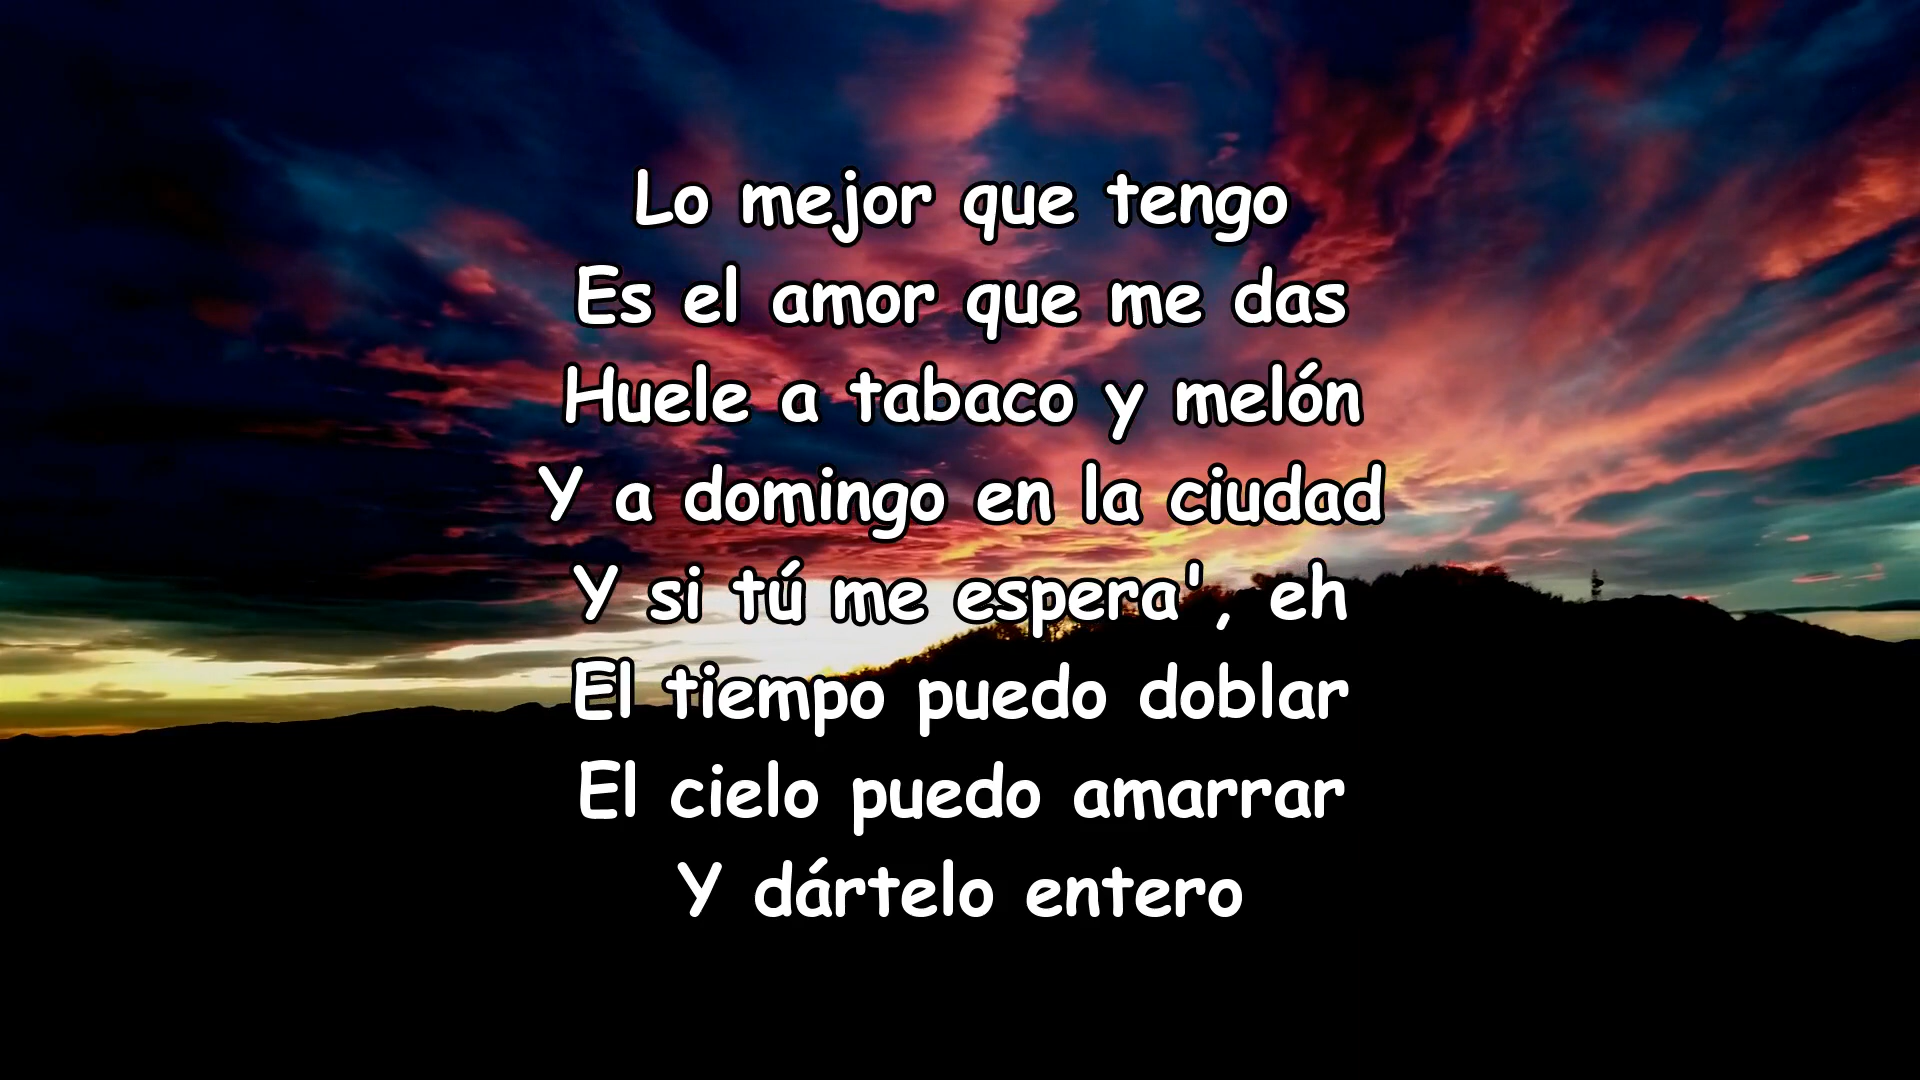 Lo mejor que tengo
Es el amor que me das
Huele a tabaco y melón
Y a domingo en la ciudad
Y si tú me espera', eh
El tiempo puedo doblar
El cielo puedo amarrar
Y dártelo entero